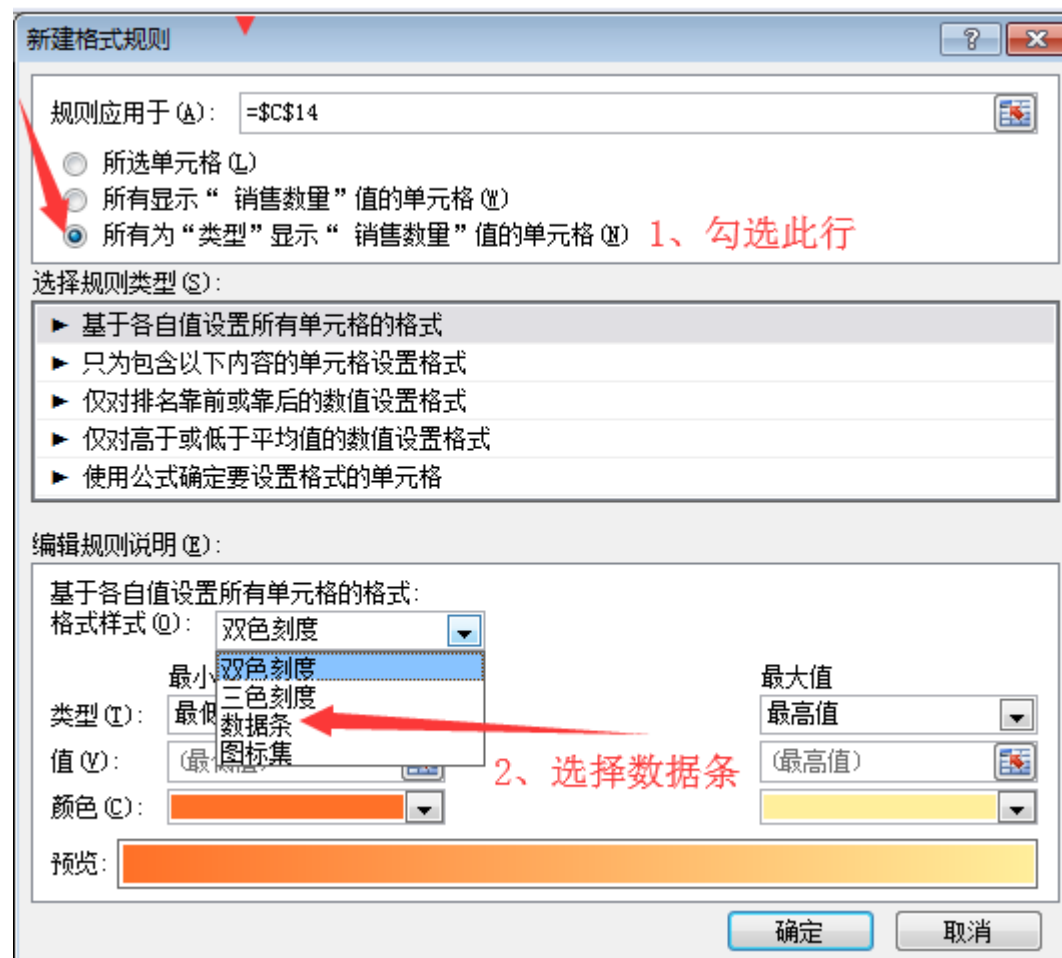 新建格式规则
规则应用于(A): =$C$14
所选单元格(L)
所有显示“ 销售数量”值的单元格(W)
所有为“类型”显示“ 销售数量”值的单元格(N) 1、勾选此行
选择规则类型(S):
► 基于各自值设置所有单元格的格式
► 只为包含以下内容的单元格设置格式
► 仅对排名靠前或靠后的数值设置格式
► 仅对高于或低于平均值的数值设置格式
► 使用公式确定要设置格式的单元格
编辑规则说明(E):
基于各自值设置所有单元格的格式:
格式样式(O): 双色刻度
双色刻度
最小 最大值
三色刻度
类型(T): 最低 最高值
数据条
图标集
值(V): (最 (最高值)
2、选择数据条
颜色(C):
预览:
确定 取消